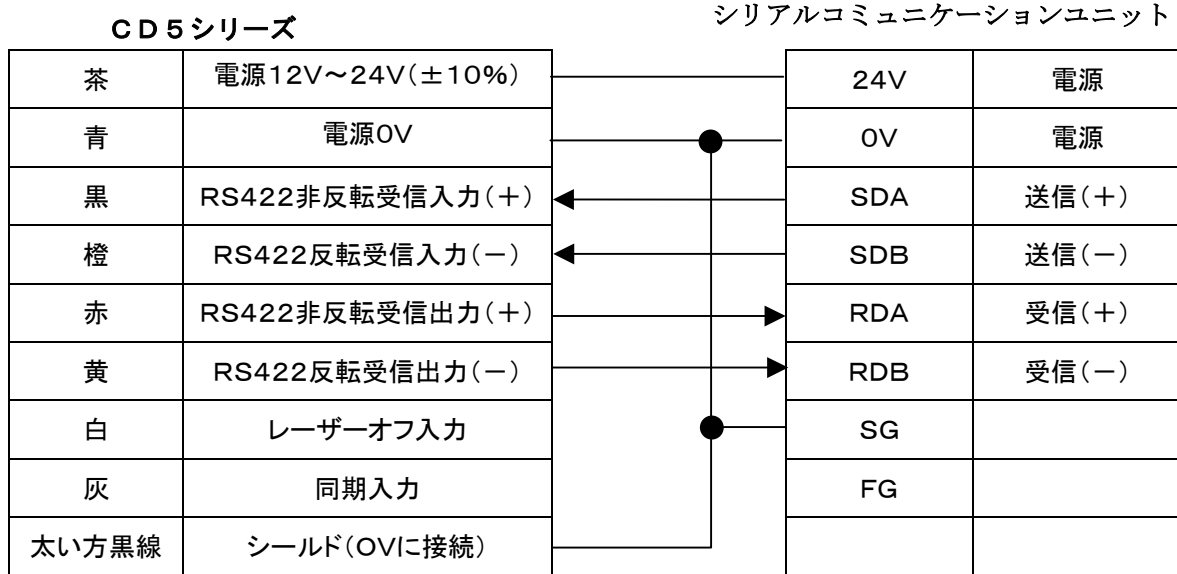 CD5シリーズ
シリアルコミュニケーションユニット
茶 電源12V～24V(±10%) 24V 電源
青 電源0V 0V 電源
黒 RS422非反転受信入力(＋) SDA 送信(＋)
橙 RS422反転受信入力(－) SDB 送信(－)
赤 RS422非反転受信出力(＋) RDA 受信(＋)
黄 RS422反転受信出力(－) RDB 受信(－)
白 レーザーオフ入力 SG
灰 同期入力 FG
太い方黒線 シールド(0Vに接続)